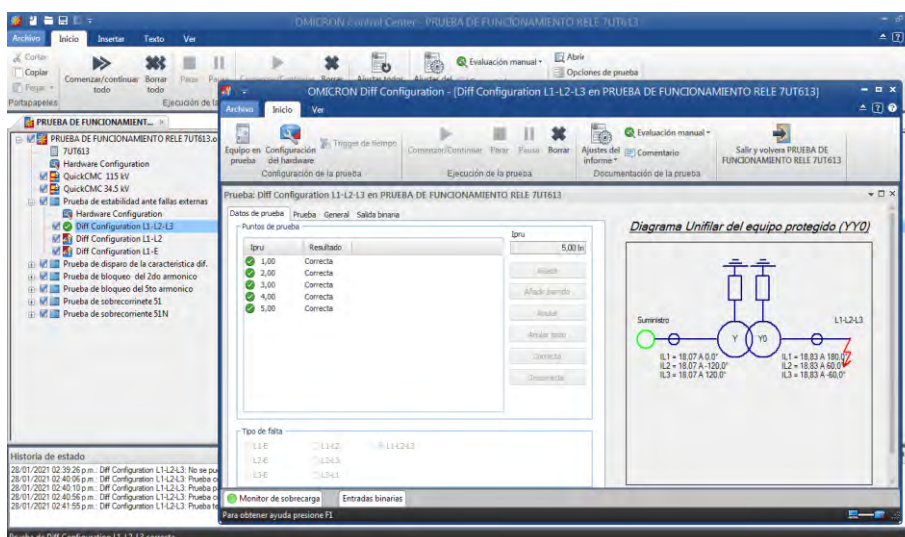 OMICRON Control Center - PRUEBA DE FUNCIONAMIENTO RELE 7UT613
Archivo Inicio Insertar Texto Ver
Cortar
Copiar
Pegar
Portapapeles
Comenzar/continuar todo
Borrar todo
Parar
Ejecución de la
Evaluación manual
Abrir
Opciones de prueba
PRUEBA DE FUNCIONAMIENT...
PRUEBA DE FUNCIONAMIENTO RELE 7UT613.o
7UT613
Hardware Configuration
QuickCMC 115 kV
QuickCMC 34.5 kV
Prueba de estabilidad ante fallas externas
Hardware Configuration
Diff Configuration L1-L2-L3
Diff Configuration L1-L2
Diff Configuration L1-E
Prueba de disparo de la caracteristica dif.
Prueba de bloqueo del 2do armonico
Prueba de bloqueo del 5to armonico
Prueba de sobrecorrinete 51
Prueba de sobrecorriente 51N
Historia de estado
28/01/2021 02:39:26 p.m.: Diff Configuration L1-L2-L3: No se pu
28/01/2021 02:40:06 p.m.: Diff Configuration L1-L2-L3: Prueba c
28/01/2021 02:40:10 p.m.: Diff Configuration L1-L2-L3: Prueba p
28/01/2021 02:40:56 p.m.: Diff Configuration L1-L2-L3: Prueba c
28/01/2021 02:41:55 p.m.: Diff Configuration L1-L2-L3: Prueba te
Prueba de Diff Configuration L1-L2-L3 correcta
OMICRON Diff Configuration - [Diff Configuration L1-L2-L3 en PRUEBA DE FUNCIONAMIENTO RELE 7UT613]
Archivo Inicio Ver
Equipo en prueba
Configuración del hardware
Trigger de tiempo
Configuración de la prueba
Comenzar/Continuar
Parar
Pausa
Borrar
Ejecución de la prueba
Ajustes del informe
Evaluación manual
Comentario
Documentación de la prueba
Salir y volver a PRUEBA DE FUNCIONAMIENTO RELE 7UT613
Prueba: Diff Configuration L1-L2-L3 en PRUEBA DE FUNCIONAMIENTO RELE 7UT613
Datos de prueba Prueba General Salida binaria
Puntos de prueba
Ipru Resultado
1,00 Correcta
2,00 Correcta
3,00 Correcta
4,00 Correcta
5,00 Correcta
Ipru
5,00 In
Añadir
Añadir barrido
Anular
Anular todo
Correcta
Incorrecta
Tipo de falta
L1-E L1-L2 L1-L2-L3
L2-E L2-L3
L3-E L3-L1
Diagrama Unifilar del equipo protegido (YY0)
Suministro
L1-L2-L3
Y Y0
IL1 = 18,07 A 0.0°
IL2 = 18,07 A -120,0°
IL3 = 18,07 A 120,0°
IL1 = 18,83 A 180,0°
IL2 = 18,83 A 60,0°
IL3 = 18,83 A -60,0°
Monitor de sobrecarga Entradas binarias
Para obtener ayuda presione F1